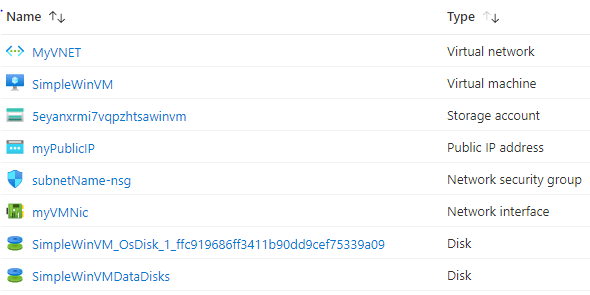 Name ↑↓ Type ↑↓
MyVNET Virtual network
SimpleWinVM Virtual machine
5eyanxrmi7vqpzhtsawinvm Storage account
myPublicIP Public IP address
subnetName-nsg Network security group
myVMNic Network interface
SimpleWinVM_OsDisk_1_ffc919686ff3411b90dd9cef75339a09 Disk
SimpleWinVMDataDisks Disk